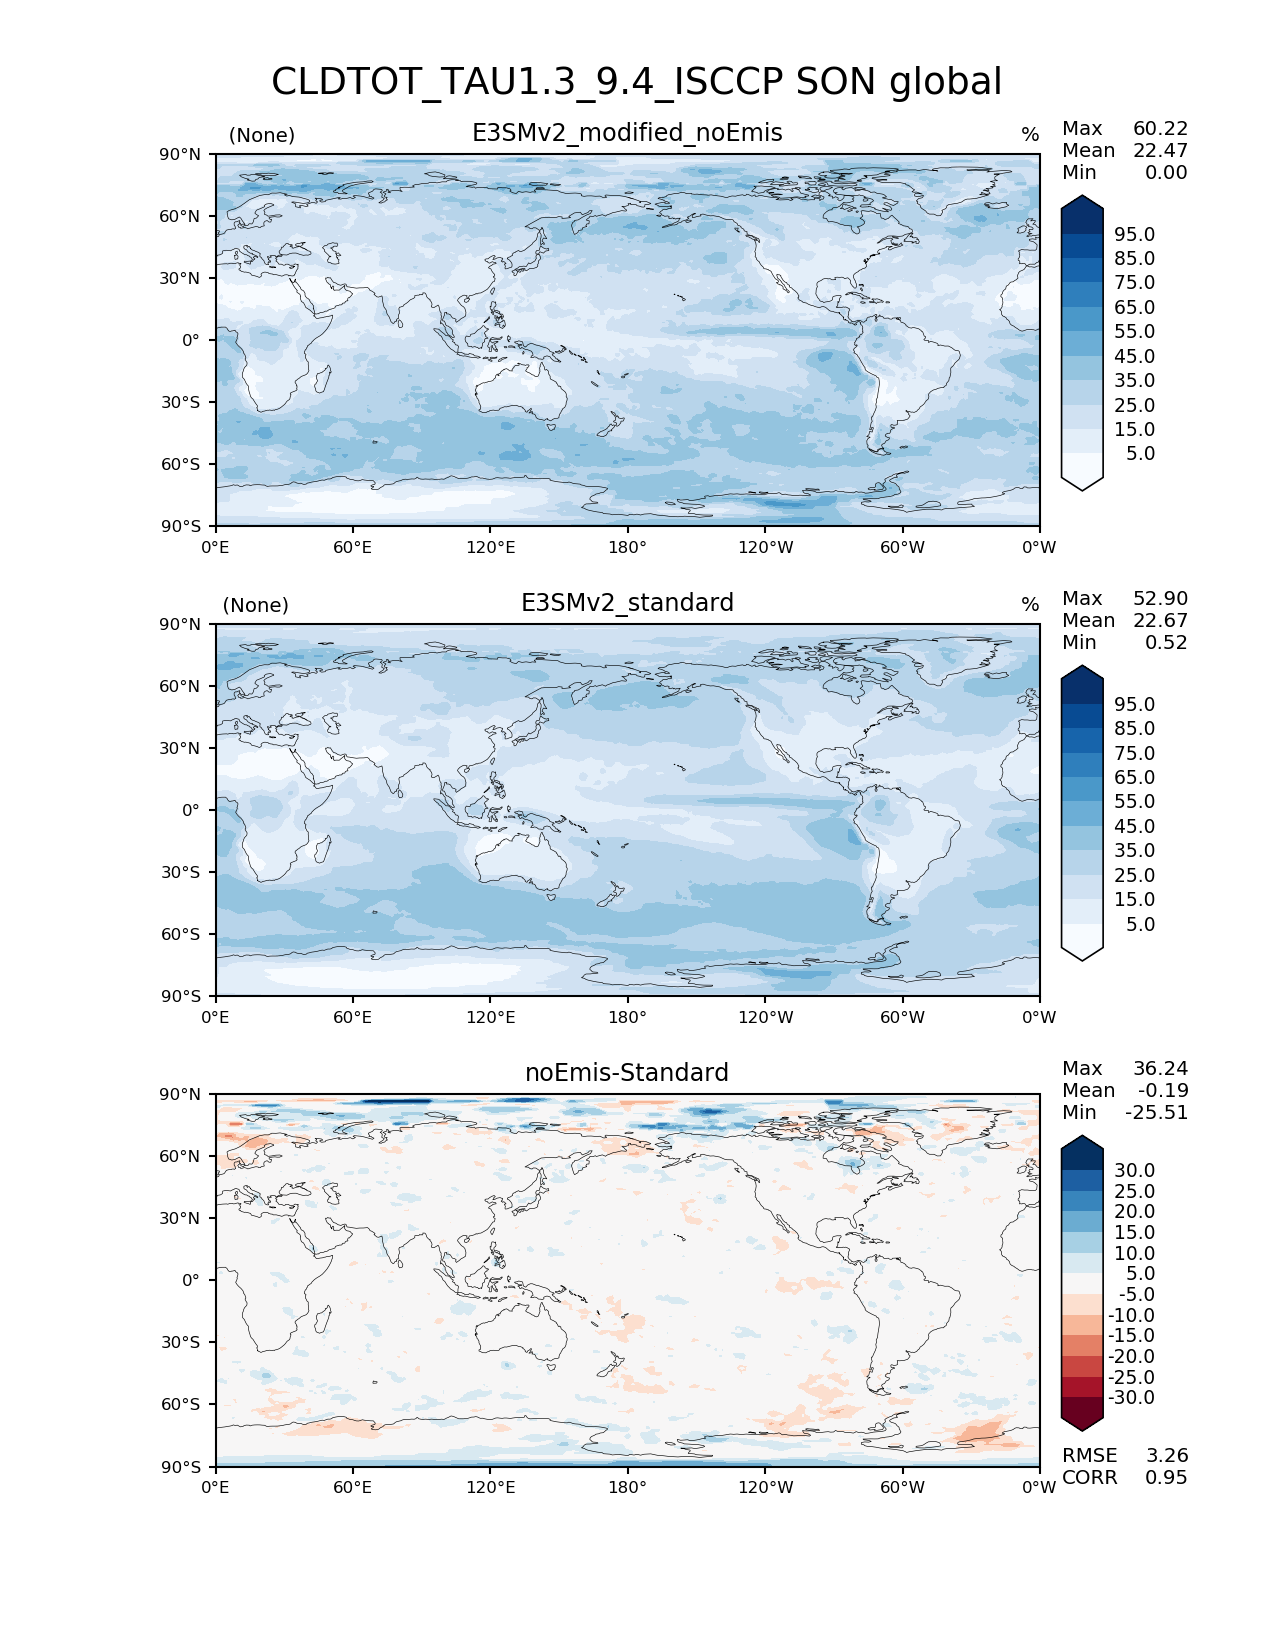 CLDTOT_TAU1.3_9.4_ISCCP SON global
(None) E3SMv2_modified_noEmis %
Max 60.22
Mean 22.47
Min 0.00
90°N
60°N
30°N
0°
30°S
60°S
90°S
0°E 60°E 120°E 180° 120°W 60°W 0°W
95.0
85.0
75.0
65.0
55.0
45.0
35.0
25.0
15.0
5.0
(None) E3SMv2_standard %
Max 52.90
Mean 22.67
Min 0.52
90°N
60°N
30°N
0°
30°S
60°S
90°S
0°E 60°E 120°E 180° 120°W 60°W 0°W
95.0
85.0
75.0
65.0
55.0
45.0
35.0
25.0
15.0
5.0
noEmis-Standard
Max 36.24
Mean -0.19
Min -25.51
90°N
60°N
30°N
0°
30°S
60°S
90°S
0°E 60°E 120°E 180° 120°W 60°W 0°W
30.0
25.0
20.0
15.0
10.0
5.0
-5.0
-10.0
-15.0
-20.0
-25.0
-30.0
RMSE 3.26
CORR 0.95